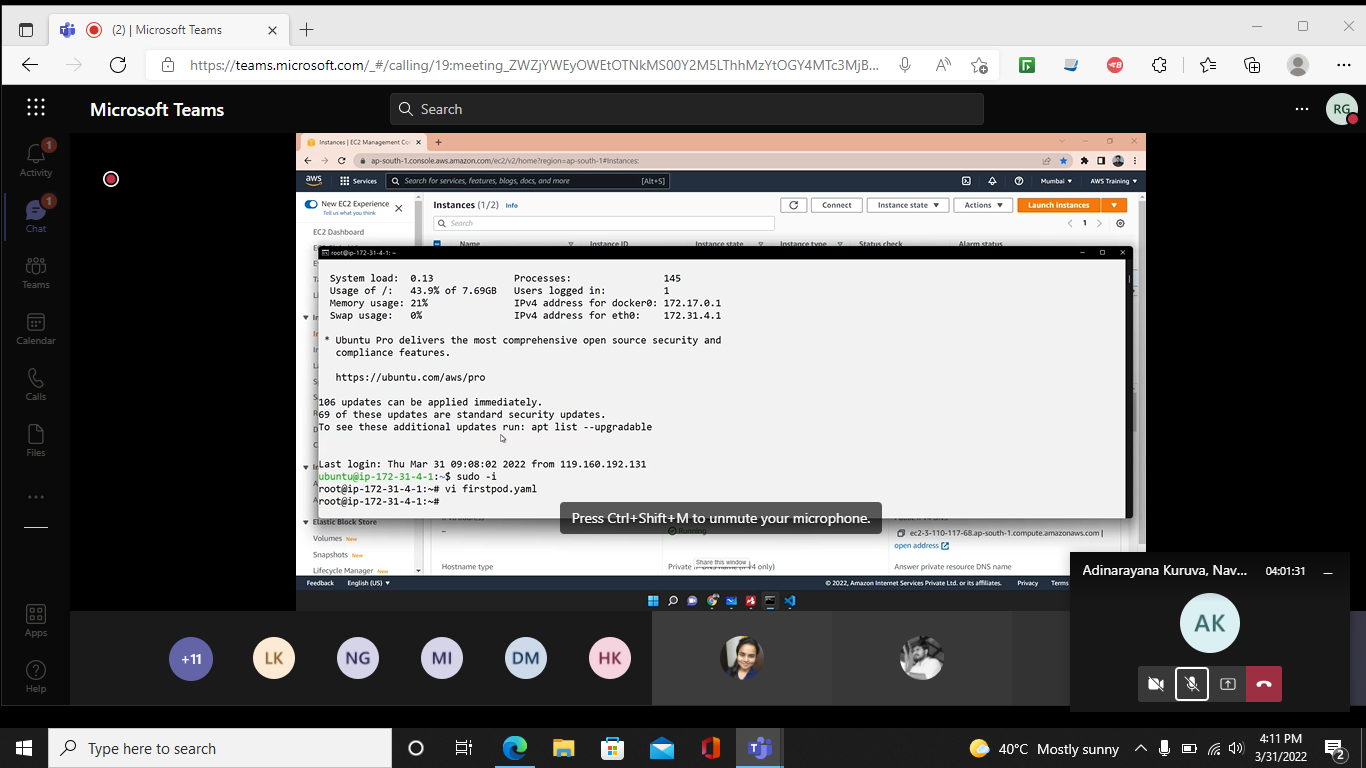 (2) | Microsoft Teams
https://teams.microsoft.com/_#/calling/19:meeting_ZWZjYWEyOWEtOTNkMS00Y2M5LThhMzYtOGY4MTc3MjB...
Microsoft Teams
Search
RG
1
Activity
1
Chat
Teams
Calendar
Calls
Files
Apps
Help
Instances | EC2 Management Co
ap-south-1.console.aws.amazon.com/ec2/v2/home?region=ap-south-1#Instances:
aws
Services
Search for services, features, blogs, docs, and more
[Alt+S]
Mumbai
AWS Training
New EC2 Experience
Tell us what you think
EC2 Dashboard
Instances (1/2) Info
Connect
Instance state
Actions
Launch instances
Search
1
Name
Instance ID
Instance state
Instance type
Status check
Alarm status
root@ip-172-31-4-1: ~
System load: 0.13 Processes: 145
Usage of /: 43.9% of 7.69GB Users logged in: 1
Memory usage: 21% IPv4 address for docker0: 172.17.0.1
Swap usage: 0% IPv4 address for eth0: 172.31.4.1
* Ubuntu Pro delivers the most comprehensive open source security and
compliance features.
https://ubuntu.com/aws/pro
106 updates can be applied immediately.
69 of these updates are standard security updates.
To see these additional updates run: apt list --upgradable
Last login: Thu Mar 31 09:08:02 2022 from 119.160.192.131
ubuntu@ip-172-31-4-1:~$ sudo -i
root@ip-172-31-4-1:~# vi firstpod.yaml
root@ip-172-31-4-1:~#
Press Ctrl+Shift+M to unmute your microphone.
Elastic Block Store
Volumes New
Snapshots New
Lifecycle Manager New
Running
ec2-3-110-117-68.ap-south-1.compute.amazonaws.com |
open address
Hostname type
Share this window
Answer private resource DNS name
Feedback
English (US)
© 2022, Amazon Internet Services Private Ltd. or its affiliates.
Privacy
Terms
Adinarayana Kuruva, Nav...
04:01:31
AK
+11
LK
NG
MI
DM
HK
Type here to search
40°C Mostly sunny
4:11 PM
3/31/2022
2